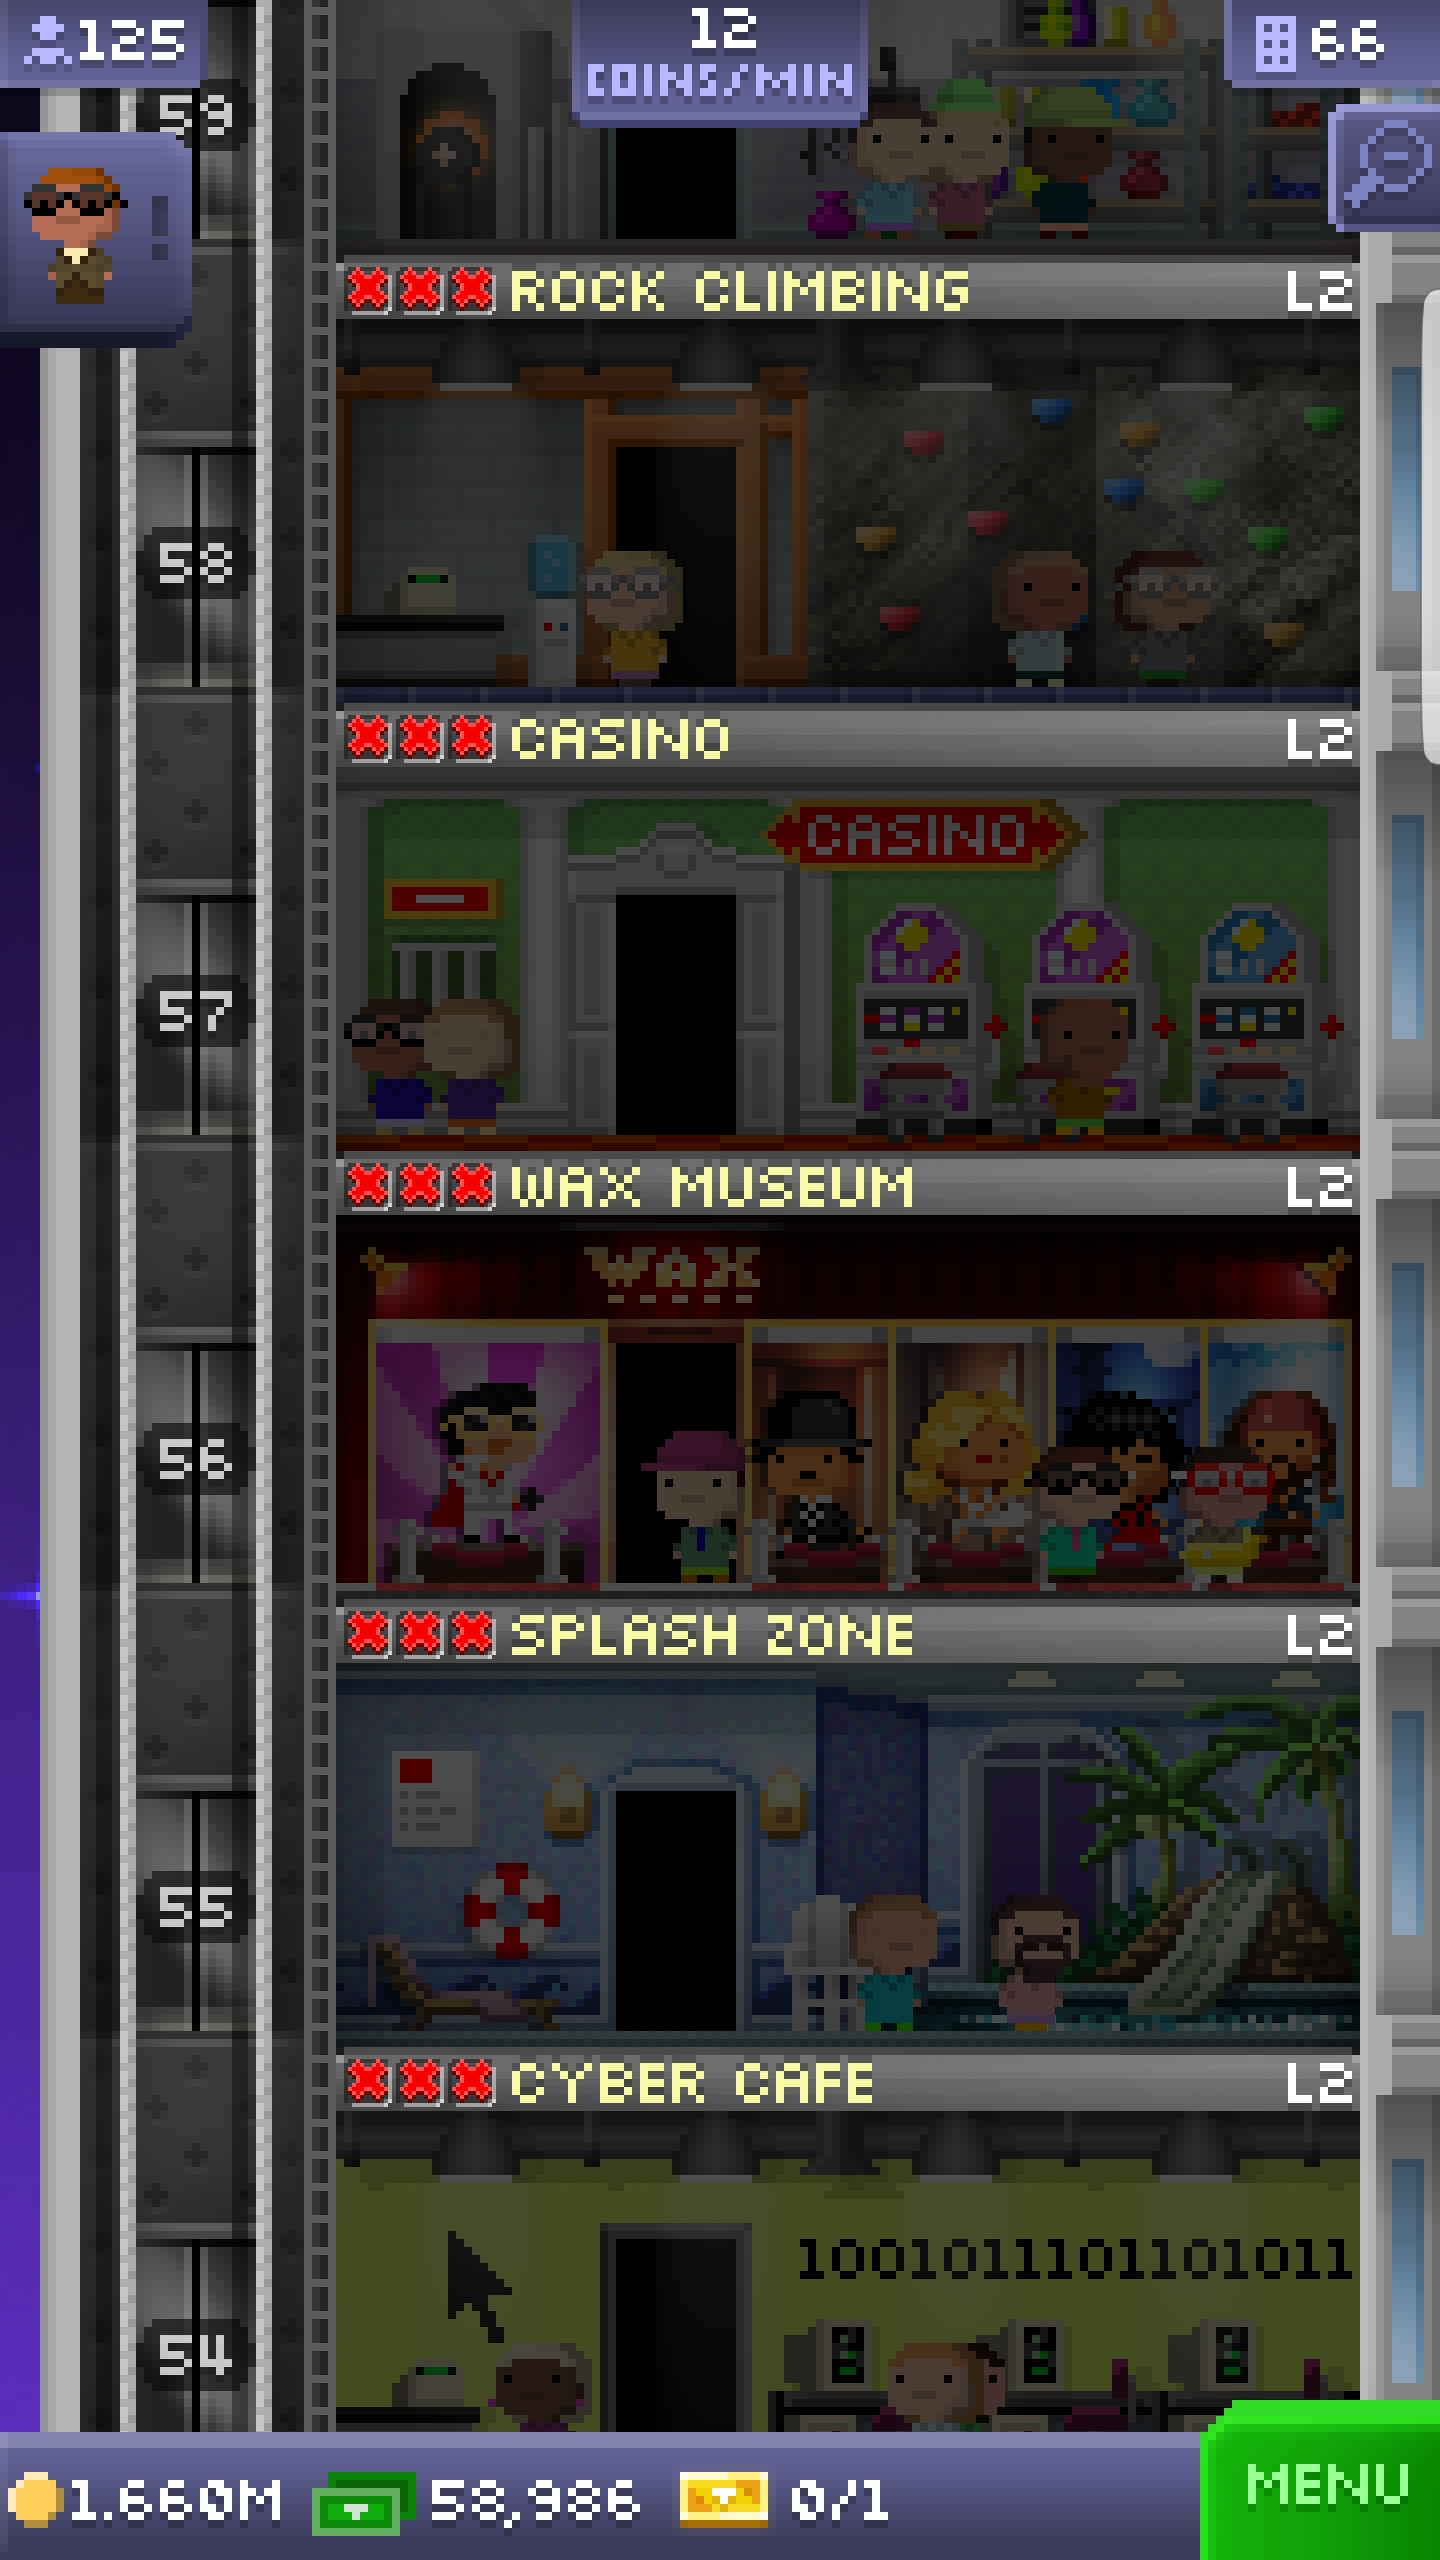 125
12
COINS/MIN
66
59
ROCK CLIMBING L2
58
CASINO L2
CASINO
57
WAX MUSEUM L2
WAX
56
SPLASH ZONE L2
55
CYBER CAFE L2
1001011101101011
54
1.660M 58,986 0/1
MENU